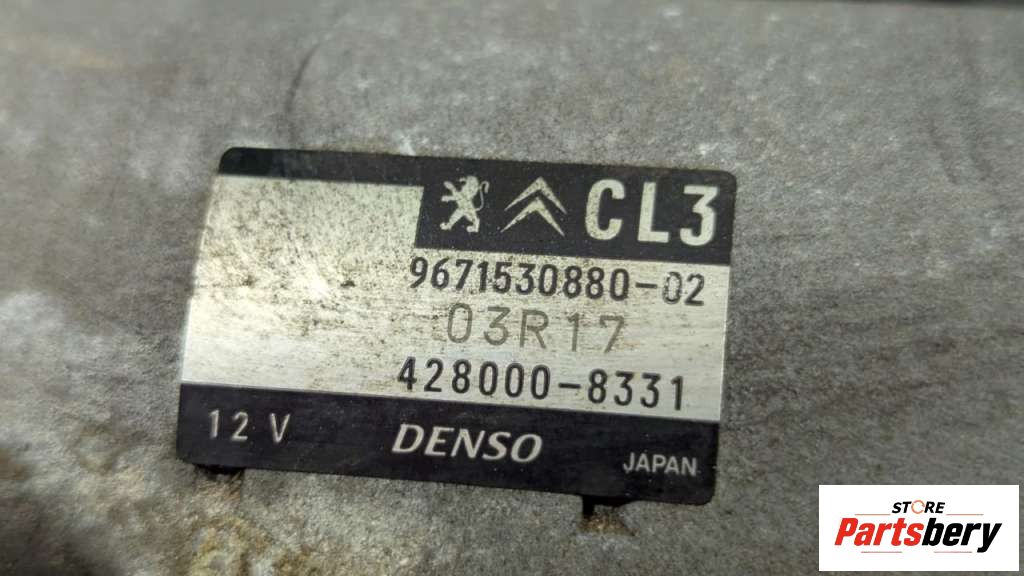 CL3
9671530880-02
03R17
428000-8331
12 V DENSO JAPAN
STORE
Partsbery